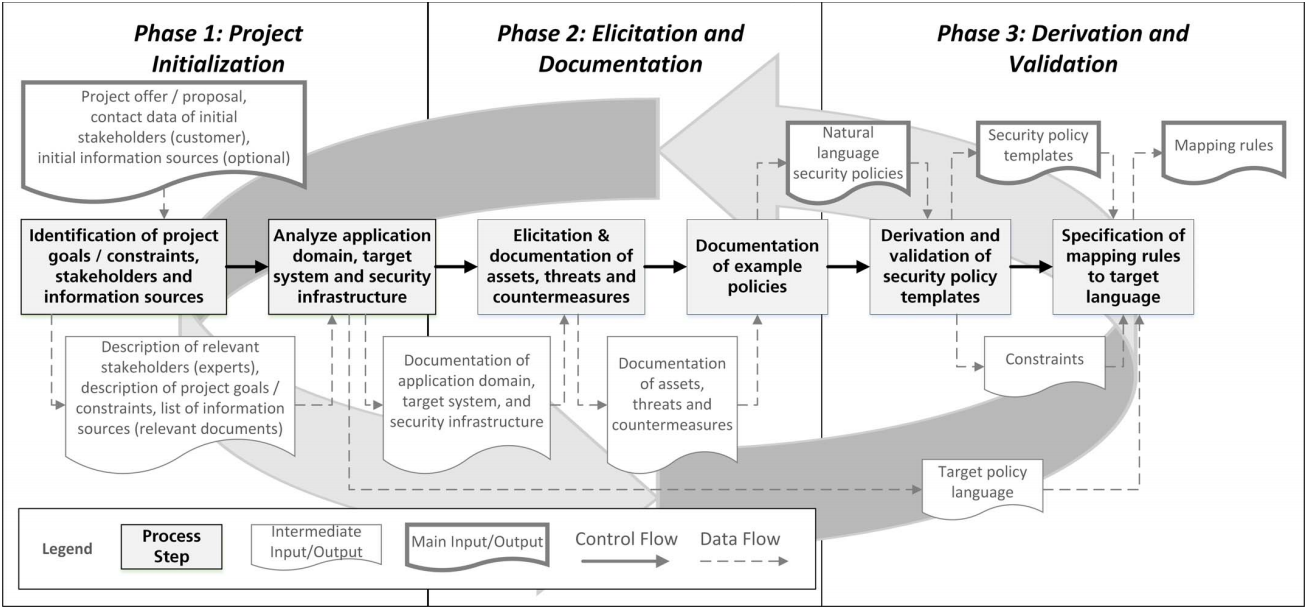 Phase 1: Project
Initialization
Phase 2: Elicitation and
Documentation
Phase 3: Derivation and
Validation
Project offer / proposal,
contact data of initial
stakeholders (customer),
initial information sources (optional)
Natural
language
security policies
Security policy
templates
Mapping rules
Identification of project
goals / constraints,
stakeholders and
information sources
Analyze application
domain, target
system and security
infrastructure
Elicitation &
documentation of
assets, threats and
countermeasures
Documentation
of example
policies
Derivation and
validation of
security policy
templates
Specification of
mapping rules
to target
language
Description of relevant
stakeholders (experts),
description of project goals /
constraints, list of information
sources (relevant documents)
Documentation of
application domain,
target system, and
security infrastructure
Documentation
of assets,
threats and
countermeasures
Constraints
Target policy
language
Legend
Process
Step
Intermediate
Input/Output
Main Input/Output
Control Flow
Data Flow